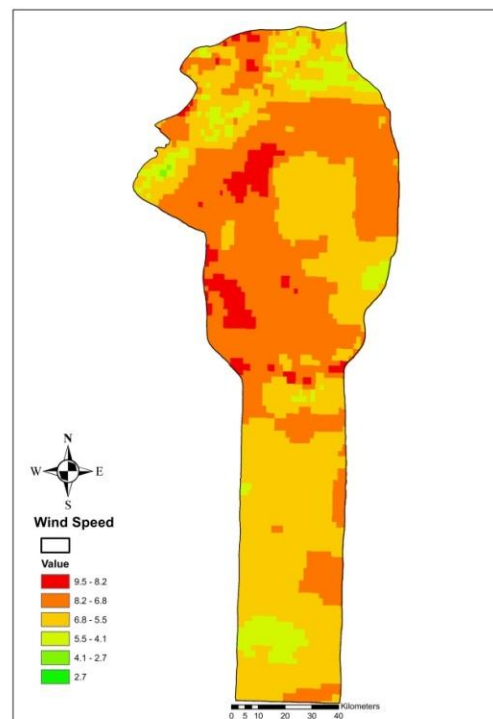 N
W E
S
Wind Speed
Value
9.5 - 8.2
8.2 - 6.8
6.8 - 5.5
5.5 - 4.1
4.1 - 2.7
2.7
Kilometers
0 5 10 20 30 40